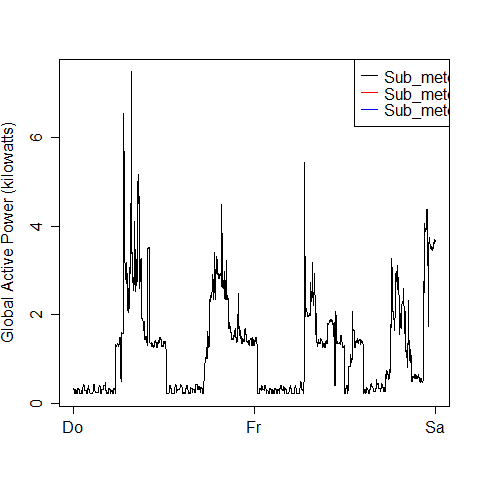 Sub_mete
Sub_mete
Sub_mete
Global Active Power (kilowatts)
6
4
2
0
Do Fr Sa